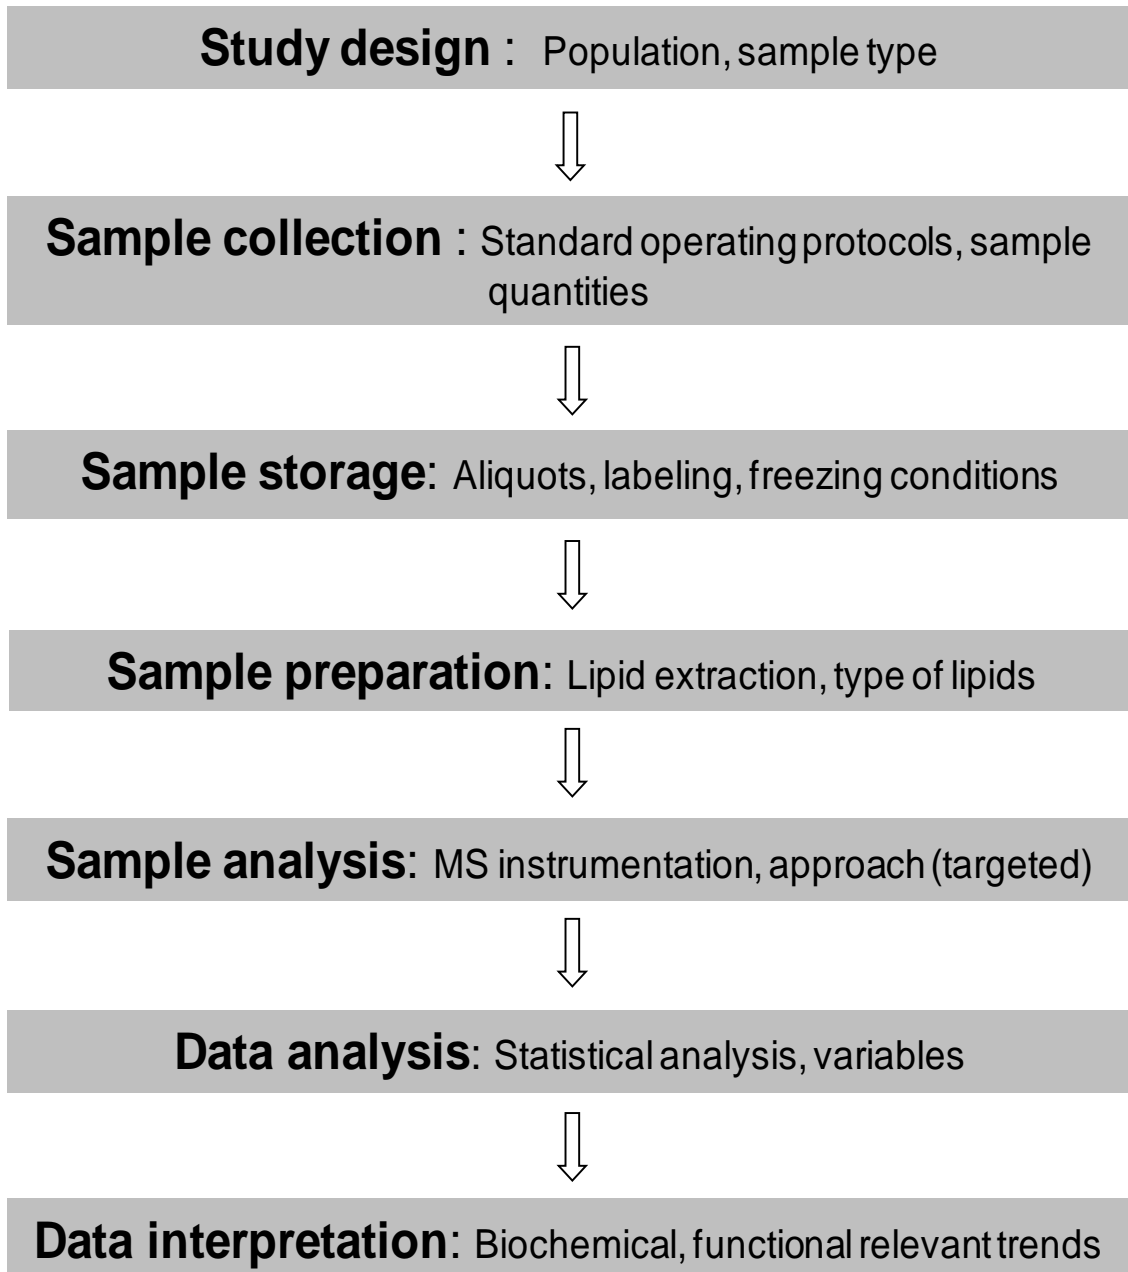 Study design : Population, sample type
Sample collection : Standard operating protocols, sample
quantities
Sample storage: Aliquots, labeling, freezing conditions
Sample preparation: Lipid extraction, type of lipids
Sample analysis: MS instrumentation, approach (targeted)
Data analysis: Statistical analysis, variables
Data interpretation: Biochemical, functional relevant trends